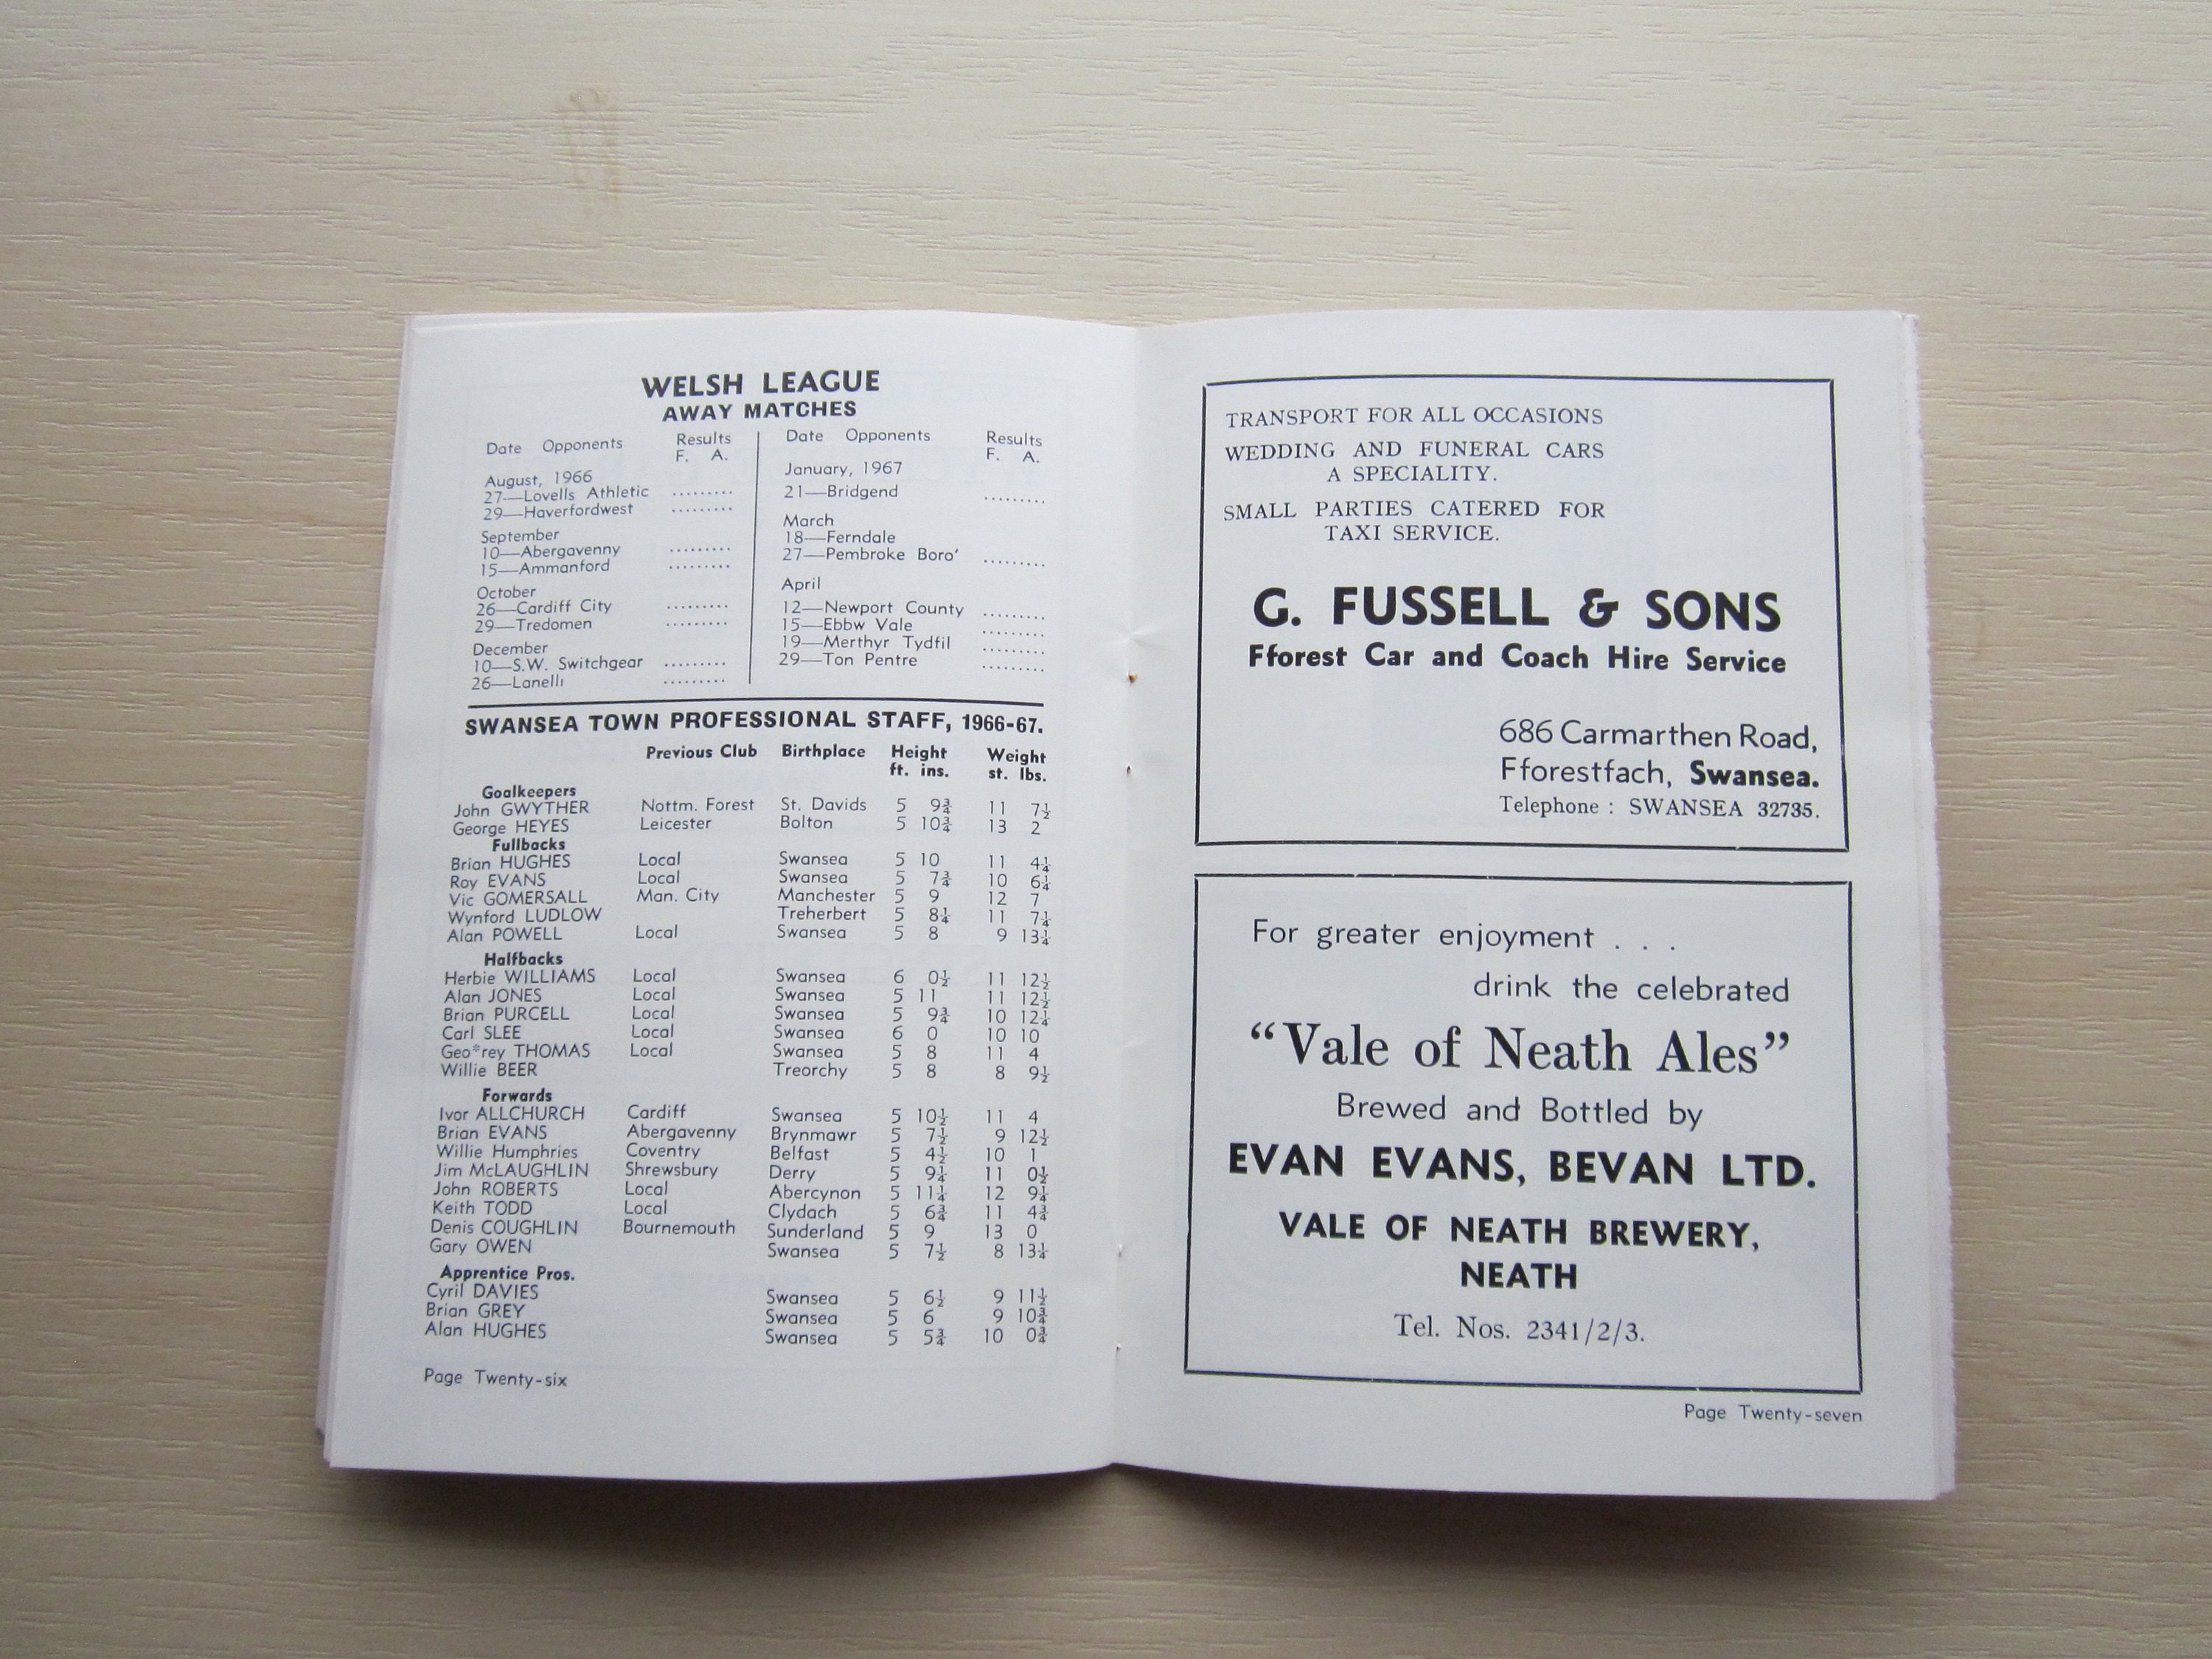 WELSH LEAGUE
AWAY MATCHES
Date Opponents Results
F. A.
August, 1966
27—Lovells Athletic .........
29—Haverfordwest .........
September
10—Abergavenny .........
15—Ammanford .........
October
26—Cardiff City .........
29—Tredomen .........
December
10—S.W. Switchgear .........
26—Lanelli .........
Date Opponents Results
F. A.
January, 1967
21—Bridgend .........
March
18—Ferndale
27—Pembroke Boro' .........
April
12—Newport County .........
15—Ebbw Vale .........
19—Merthyr Tydfil .........
29—Ton Pentre .........
SWANSEA TOWN PROFESSIONAL STAFF, 1966-67.
Previous Club Birthplace Height Weight
ft. ins. st. lbs.
Goalkeepers
John GWYTHER Nottm. Forest St. Davids 5 9¾ 11 7½
George HEYES Leicester Bolton 5 10¾ 13 2
Fullbacks
Brian HUGHES Local Swansea 5 10 11 4¼
Roy EVANS Local Swansea 5 7¾ 10 6¼
Vic GOMERSALL Man. City Manchester 5 9 12 7
Wynford LUDLOW Treherbert 5 8¼ 11 7¼
Alan POWELL Local Swansea 5 8 9 13¼
Halfbacks
Herbie WILLIAMS Local Swansea 6 0½ 11 12½
Alan JONES Local Swansea 5 11 11 12½
Brian PURCELL Local Swansea 5 9¾ 10 12¼
Carl SLEE Local Swansea 6 0 10 10
Geo*rey THOMAS Local Swansea 5 8 11 4
Willie BEER Treorchy 5 8 8 9½
Forwards
Ivor ALLCHURCH Cardiff Swansea 5 10½ 11 4
Brian EVANS Abergavenny Brynmawr 5 7½ 9 12½
Willie Humphries Coventry Belfast 5 4½ 10 1
Jim McLAUGHLIN Shrewsbury Derry 5 9¼ 11 0½
John ROBERTS Local Abercynon 5 11¼ 12 9¼
Keith TODD Local Clydach 5 6¾ 11 4¾
Denis COUGHLIN Bournemouth Sunderland 5 9 13 0
Gary OWEN Swansea 5 7½ 8 13¼
Apprentice Pros.
Cyril DAVIES Swansea 5 6½ 9 11½
Brian GREY Swansea 5 6 9 10¾
Alan HUGHES Swansea 5 5¾ 10 0¾
Page Twenty-six
TRANSPORT FOR ALL OCCASIONS
WEDDING AND FUNERAL CARS
A SPECIALITY.
SMALL PARTIES CATERED FOR
TAXI SERVICE.
G. FUSSELL & SONS
Fforest Car and Coach Hire Service
686 Carmarthen Road,
Fforestfach, Swansea.
Telephone : SWANSEA 32735.
For greater enjoyment . . .
drink the celebrated
“Vale of Neath Ales”
Brewed and Bottled by
EVAN EVANS, BEVAN LTD.
VALE OF NEATH BREWERY,
NEATH
Tel. Nos. 2341/2/3.
Page Twenty-seven